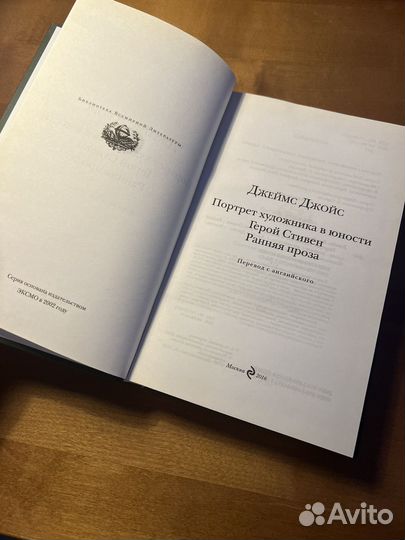 Библиотека Всемирной Литературы
Серия основана издательством
ЭКСМО в 2002 году
Джеймс Джойс
Портрет художника в юности
Герой Стивен
Ранняя проза
Перевод с английского
Москва
2016
Avito